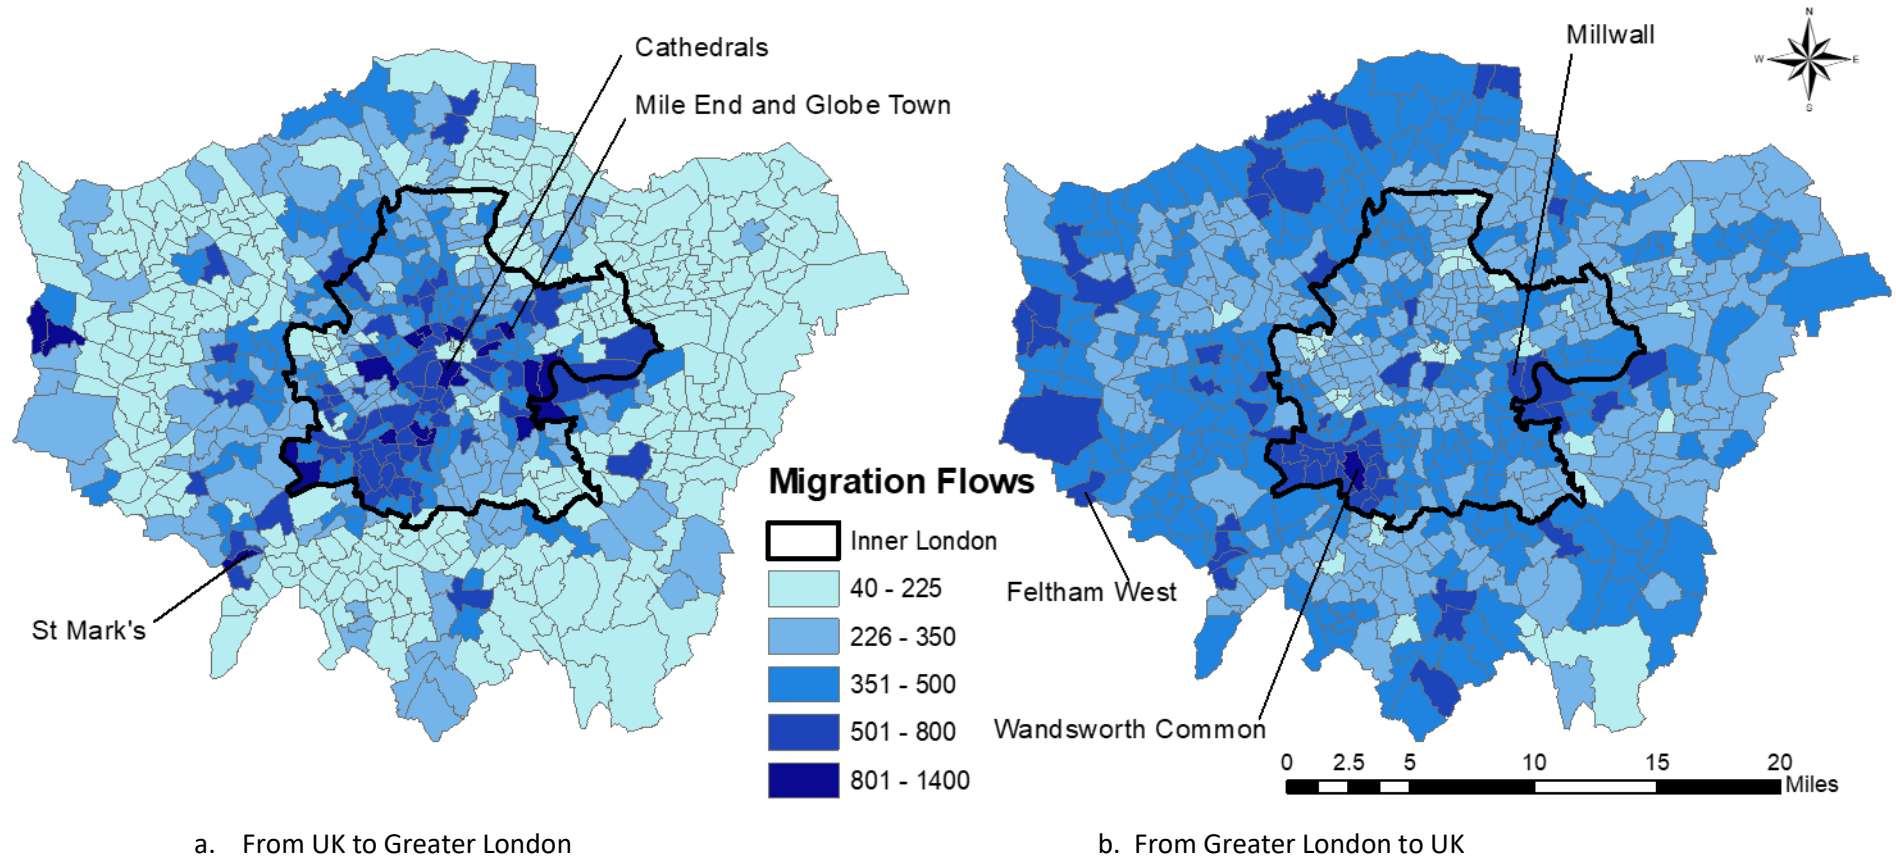 Cathedrals
Mile End and Globe Town
St Mark's
Migration Flows
Inner London
40 - 225
226 - 350
351 - 500
501 - 800
801 - 1400
Millwall
N
W E
S
Feltham West
Wandsworth Common
0 2.5 5 10 15 20
Miles
a. From UK to Greater London
b. From Greater London to UK